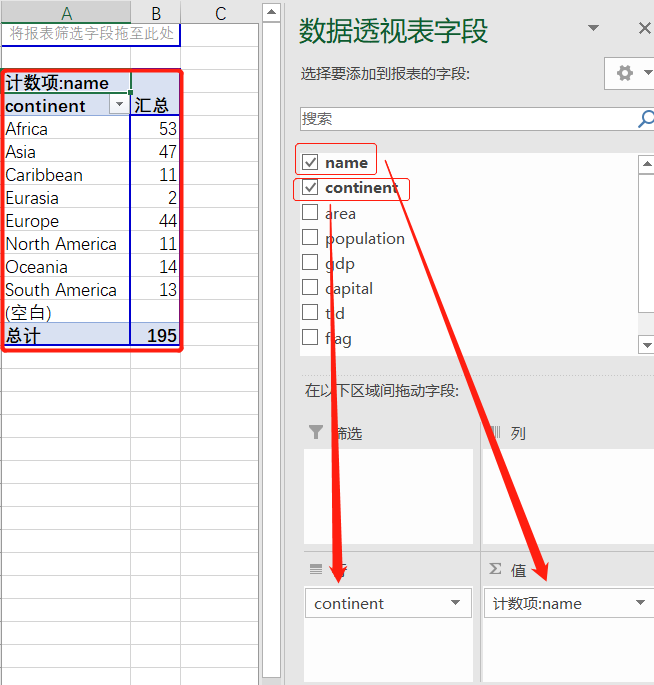 A B C
将报表筛选字段拖至此处
计数项:name
continent 汇总
Africa 53
Asia 47
Caribbean 11
Eurasia 2
Europe 44
North America 11
Oceania 14
South America 13
(空白)
总计 195
数据透视表字段
选择要添加到报表的字段:
搜索
name
continent
area
population
gdp
capital
tld
flag
在以下区域间拖动字段:
筛选
列
行
Σ 值
continent
计数项:name